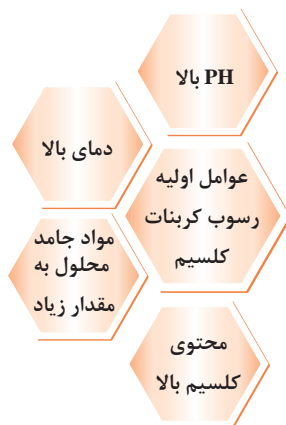 PH بالا
دمای بالا
عوامل اولیه
رسوب کربنات
کلسیم
مواد جامد
محلول به
مقدار زیاد
محتوی
کلسیم بالا